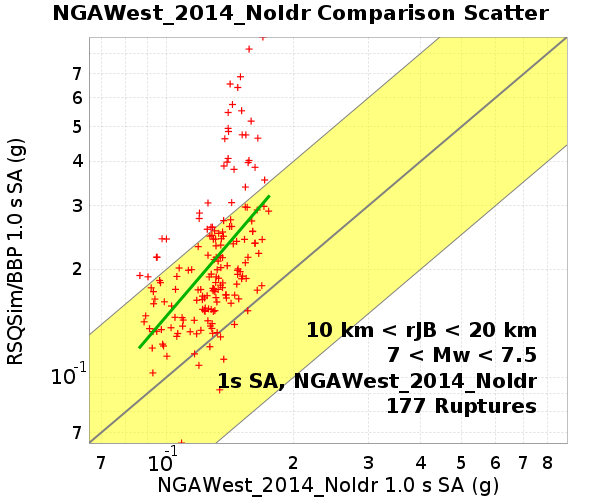 NGAWest_2014_NoIdr Comparison Scatter
RSQSim/BBP 1.0 s SA (g)
7
6
5
4
3
2
10-1
7
10 km < rJB < 20 km
7 < Mw < 7.5
1s SA, NGAWest_2014_NoIdr
177 Ruptures
7 10-1 2 3 4 5 6 7 8
NGAWest_2014_NoIdr 1.0 s SA (g)